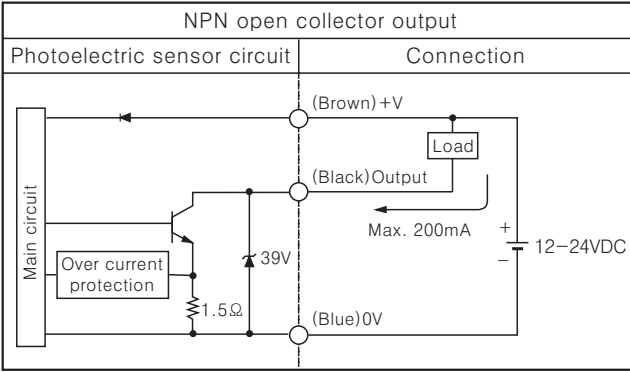 NPN open collector output
Photoelectric sensor circuit
Connection
(Brown)+V
Load
(Black)Output
Max. 200mA
+
−
12−24VDC
Main circuit
Over current
protection
39V
1.5Ω
(Blue)0V